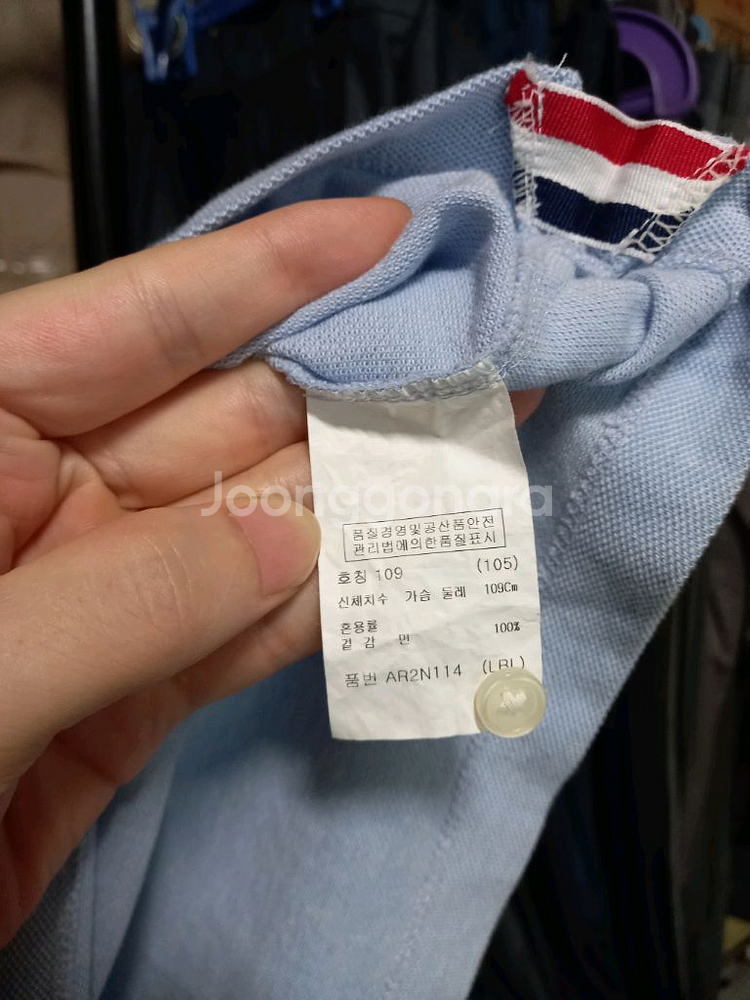 Joonggonara
품질경영및공산품안전
관리법에의한품질표시
호칭 109 (105)
신체치수 가슴 둘레 109Cm
혼용률
겉 감 면 100%
품번 AR2N114 (LBL)